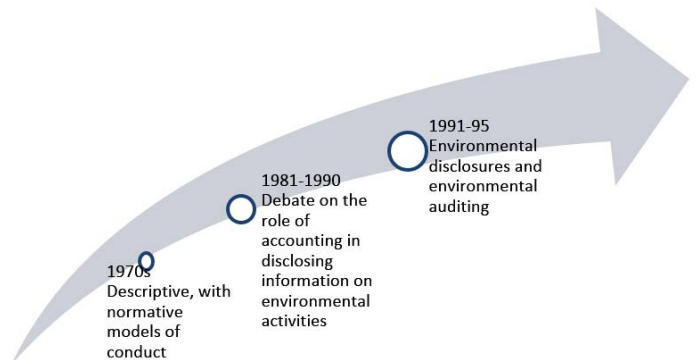 1970s
Descriptive, with
normative
models of
conduct
1981-1990
Debate on the
role of
accounting in
disclosing
information on
environmental
activities
1991-95
Environmental
disclosures and
environmental
auditing